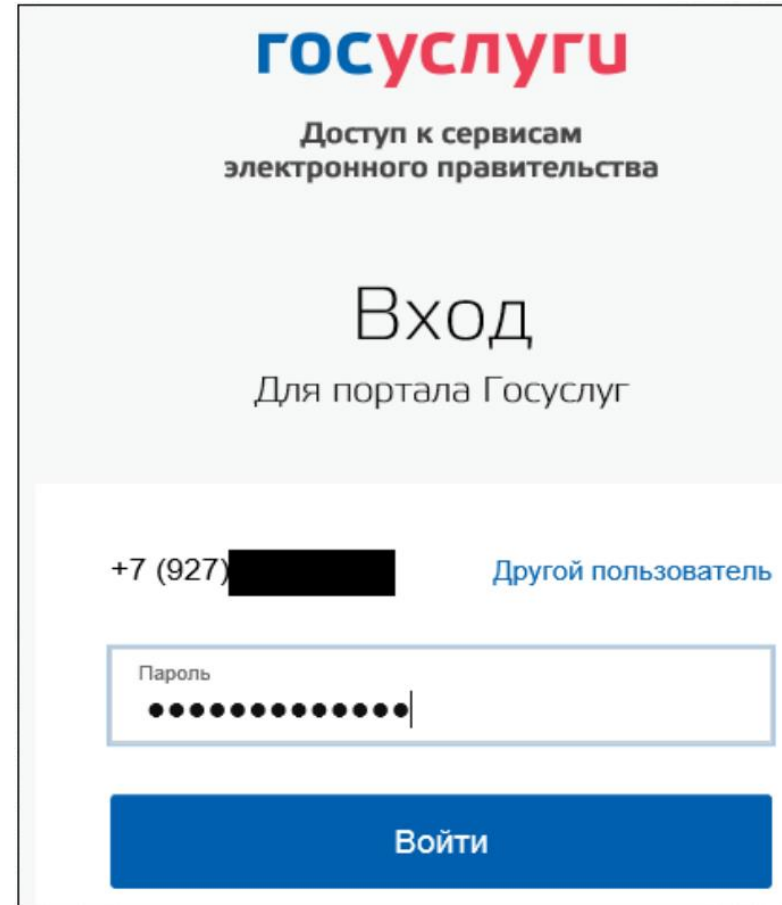 госуслуги
Доступ к сервисам
электронного правительства
Вход
Для портала Госуслуг
+7 (927) Другой пользователь
Пароль
•••••••••••••
Войти